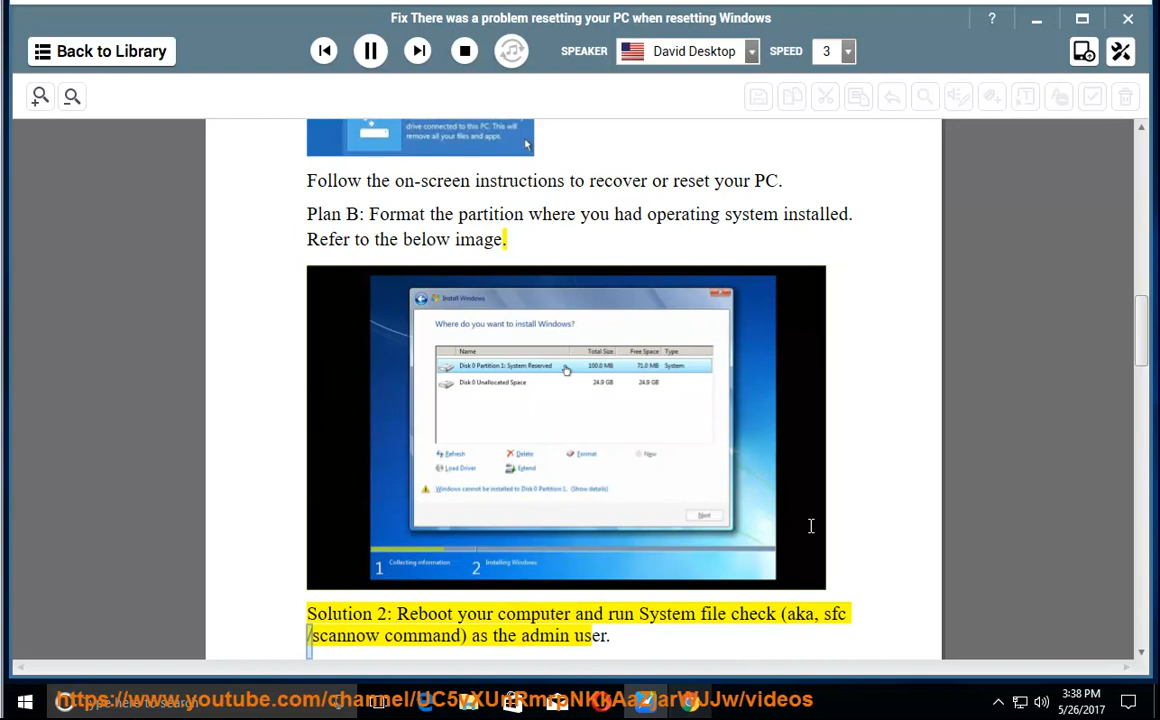 Fix There was a problem resetting your PC when resetting Windows
?
Back to Library
SPEAKER
David Desktop
SPEED
3
drive connected to this PC. This will
remove all your files and apps.
Follow the on-screen instructions to recover or reset your PC.
Plan B: Format the partition where you had operating system installed.
Refer to the below image.
Install Windows
Where do you want to install Windows?
Name Total Size Free Space Type
Disk 0 Partition 1: System Reserved 100.0 MB 71.0 MB System
Disk 0 Unallocated Space 24.9 GB 24.9 GB
Refresh Delete Format New
Load Driver Extend
Windows cannot be installed to Disk 0 Partition 1. (Show details)
Next
1 Collecting information 2 Installing Windows
Solution 2: Reboot your computer and run System file check (aka, sfc
/scannow command) as the admin user.
Type here to search
3:38 PM
5/26/2017